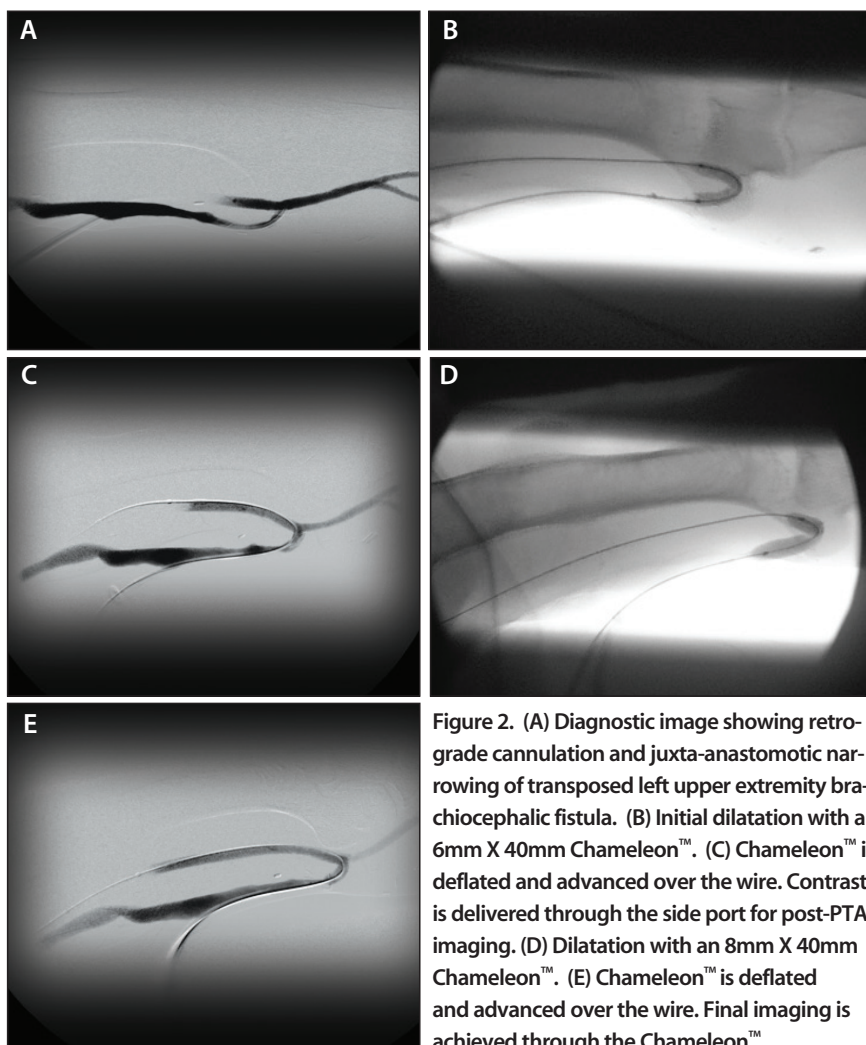 A
B
C
D
E
Figure 2. (A) Diagnostic image showing retro-
grade cannulation and juxta-anastomotic nar-
rowing of transposed left upper extremity bra-
chiocephalic fistula. (B) Initial dilatation with a
6mm X 40mm Chameleon™. (C) Chameleon™ i
deflated and advanced over the wire. Contrast
is delivered through the side port for post-PTA
imaging. (D) Dilatation with an 8mm X 40mm
Chameleon™. (E) Chameleon™ is deflated
and advanced over the wire. Final imaging is
achieved through the Chameleon™